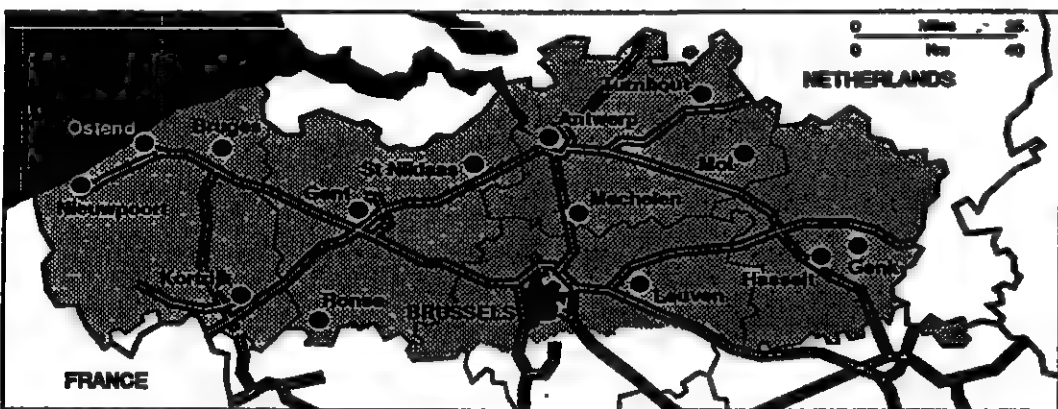 0 Miles 25
0 Km 40
NETHERLANDS
Turnhout
Antwerp
Ostend
Bruges
St Niklaas
Mol
Gent
Mechelen
Nieuwpoort
Kortrijk
Ronse
BRUSSELS
Leuven
Hasselt
Genk
FRANCE